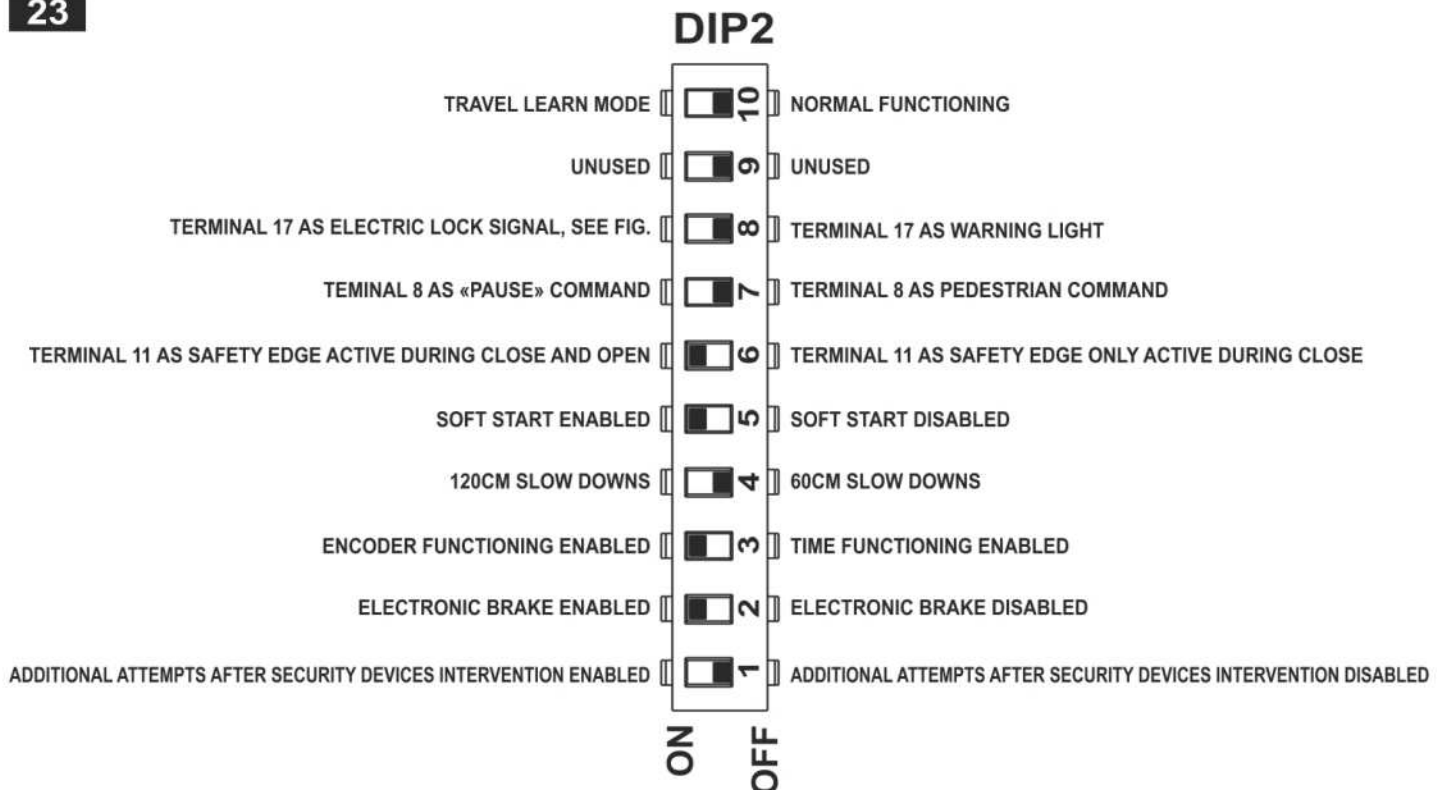 23
DIP2
TRAVEL LEARN MODE 10 NORMAL FUNCTIONING
UNUSED 9 UNUSED
TERMINAL 17 AS ELECTRIC LOCK SIGNAL, SEE FIG. 8 TERMINAL 17 AS WARNING LIGHT
TEMINAL 8 AS «PAUSE» COMMAND 7 TERMINAL 8 AS PEDESTRIAN COMMAND
TERMINAL 11 AS SAFETY EDGE ACTIVE DURING CLOSE AND OPEN 6 TERMINAL 11 AS SAFETY EDGE ONLY ACTIVE DURING CLOSE
SOFT START ENABLED 5 SOFT START DISABLED
120CM SLOW DOWNS 4 60CM SLOW DOWNS
ENCODER FUNCTIONING ENABLED 3 TIME FUNCTIONING ENABLED
ELECTRONIC BRAKE ENABLED 2 ELECTRONIC BRAKE DISABLED
ADDITIONAL ATTEMPTS AFTER SECURITY DEVICES INTERVENTION ENABLED 1 ADDITIONAL ATTEMPTS AFTER SECURITY DEVICES INTERVENTION DISABLED
ON OFF